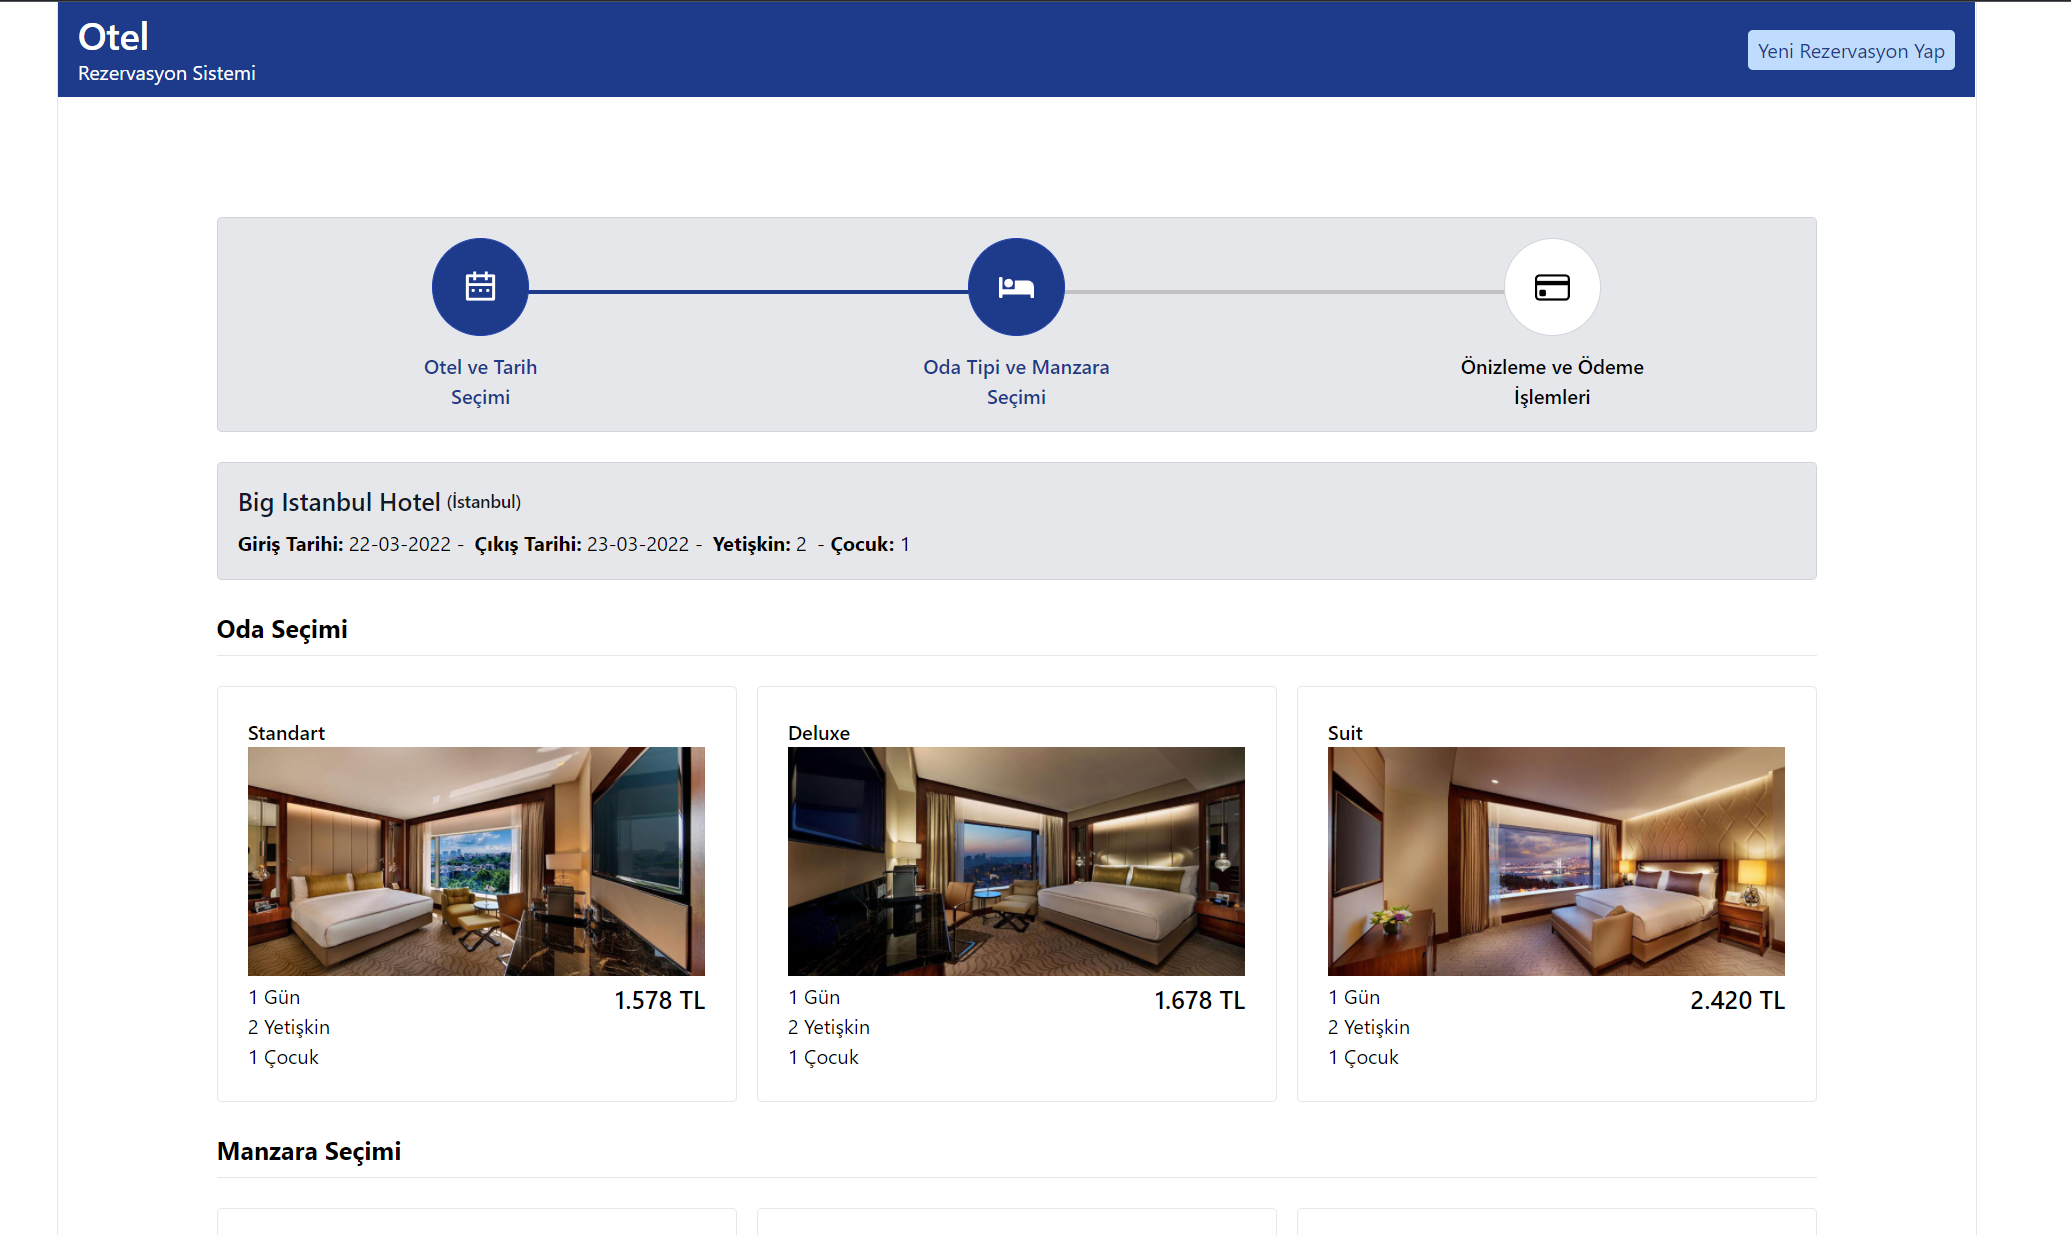 Otel
Rezervasyon Sistemi
Yeni Rezervasyon Yap
Otel ve Tarih
Seçimi
Oda Tipi ve Manzara
Seçimi
Önizleme ve Ödeme
İşlemleri
Big Istanbul Hotel (İstanbul)
Giriş Tarihi: 22-03-2022 - Çıkış Tarihi: 23-03-2022 - Yetişkin: 2 - Çocuk: 1
Oda Seçimi
Standart
1 Gün
1.578 TL
2 Yetişkin
1 Çocuk
Deluxe
1 Gün
1.678 TL
2 Yetişkin
1 Çocuk
Suit
1 Gün
2.420 TL
2 Yetişkin
1 Çocuk
Manzara Seçimi